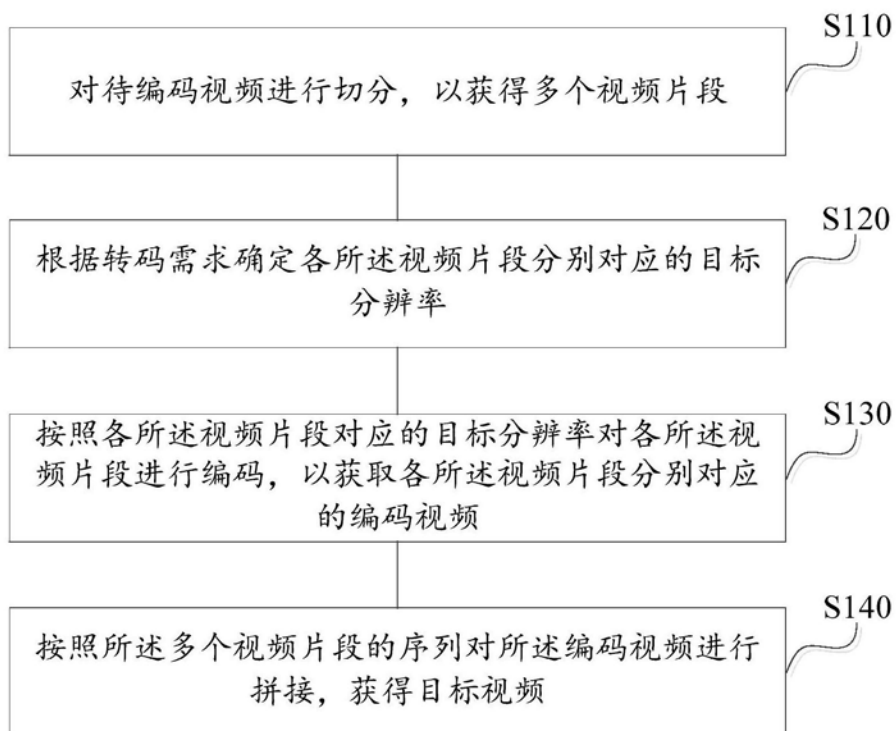 S110
对待编码视频进行切分，以获得多个视频片段
S120
根据转码需求确定各所述视频片段分别对应的目标
分辨率
S130
按照各所述视频片段对应的目标分辨率对各所述视
频片段进行编码，以获取各所述视频片段分别对应
的编码视频
S140
按照所述多个视频片段的序列对所述编码视频进行
拼接，获得目标视频